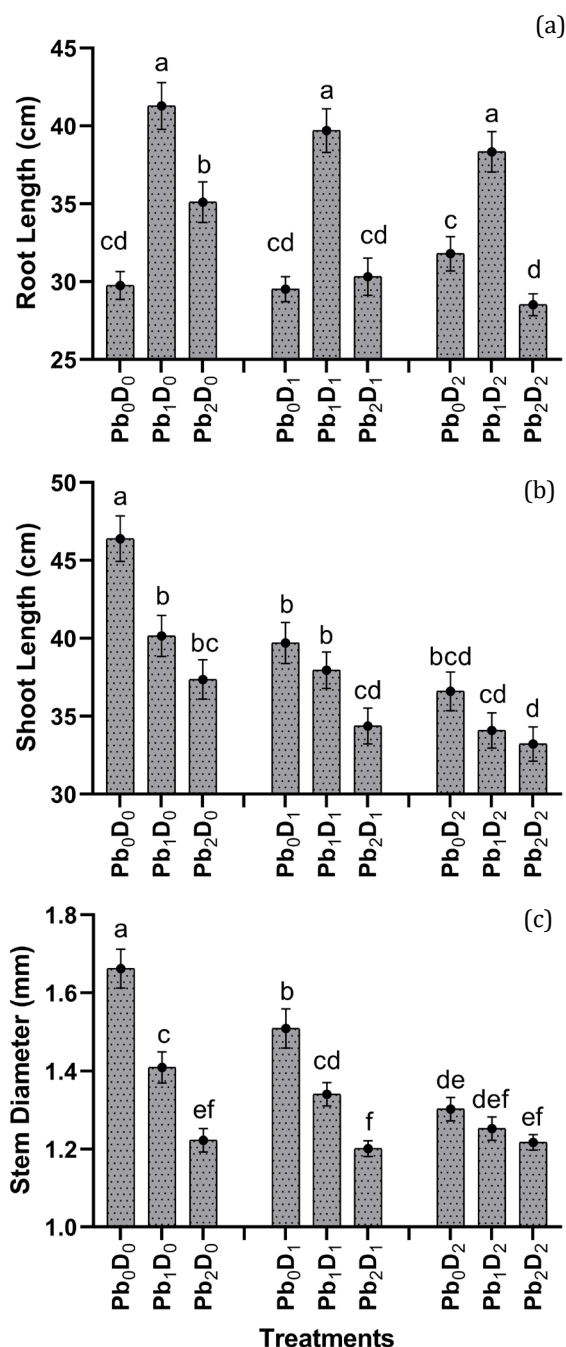 (a)
Root Length (cm)
45
40
35
30
25
cd
a
b
cd
a
cd
c
a
d
Pb₀D₀
Pb₁D₀
Pb₂D₀
Pb₀D₁
Pb₁D₁
Pb₂D₁
Pb₀D₂
Pb₁D₂
Pb₂D₂
(b)
Shoot Length (cm)
50
45
40
35
30
a
b
bc
b
b
cd
bcd
cd
d
Pb₀D₀
Pb₁D₀
Pb₂D₀
Pb₀D₁
Pb₁D₁
Pb₂D₁
Pb₀D₂
Pb₁D₂
Pb₂D₂
(c)
Stem Diameter (mm)
1.8
1.6
1.4
1.2
1.0
a
c
ef
b
cd
f
de
def
ef
Pb₀D₀
Pb₁D₀
Pb₂D₀
Pb₀D₁
Pb₁D₁
Pb₂D₁
Pb₀D₂
Pb₁D₂
Pb₂D₂
Treatments